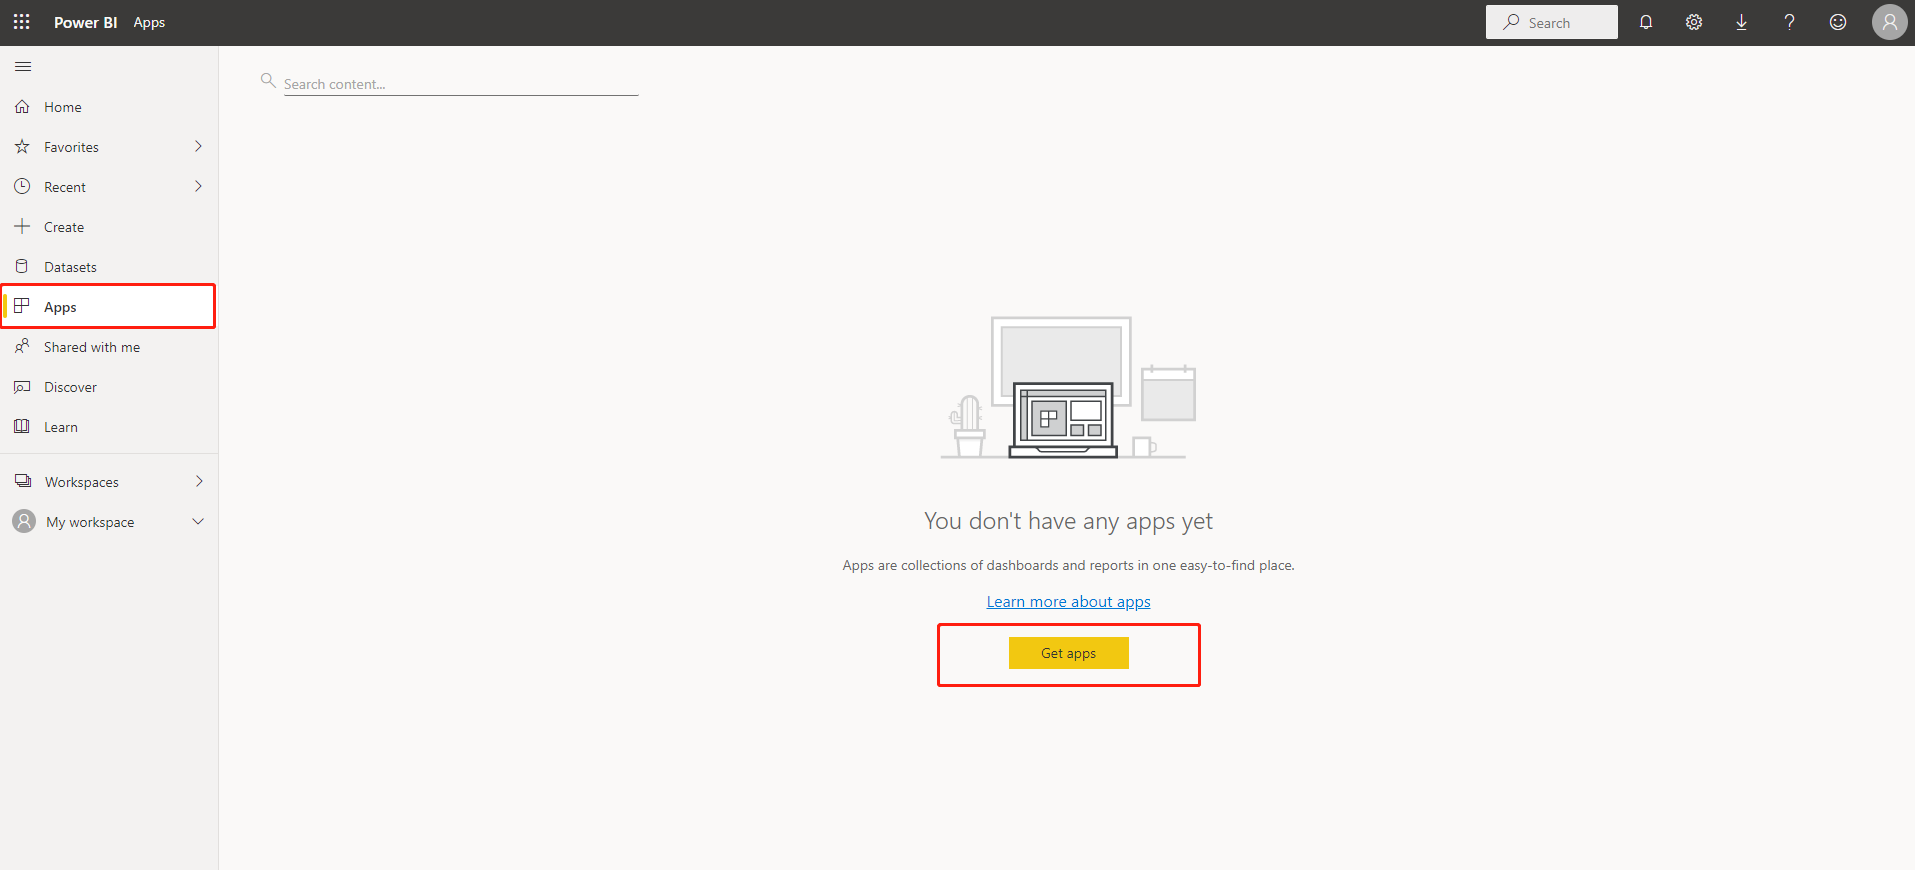 Power BI Apps
Search
Search content...
Home
Favorites
Recent
Create
Datasets
Apps
Shared with me
Discover
Learn
Workspaces
My workspace
You don't have any apps yet
Apps are collections of dashboards and reports in one easy-to-find place.
Learn more about apps
Get apps